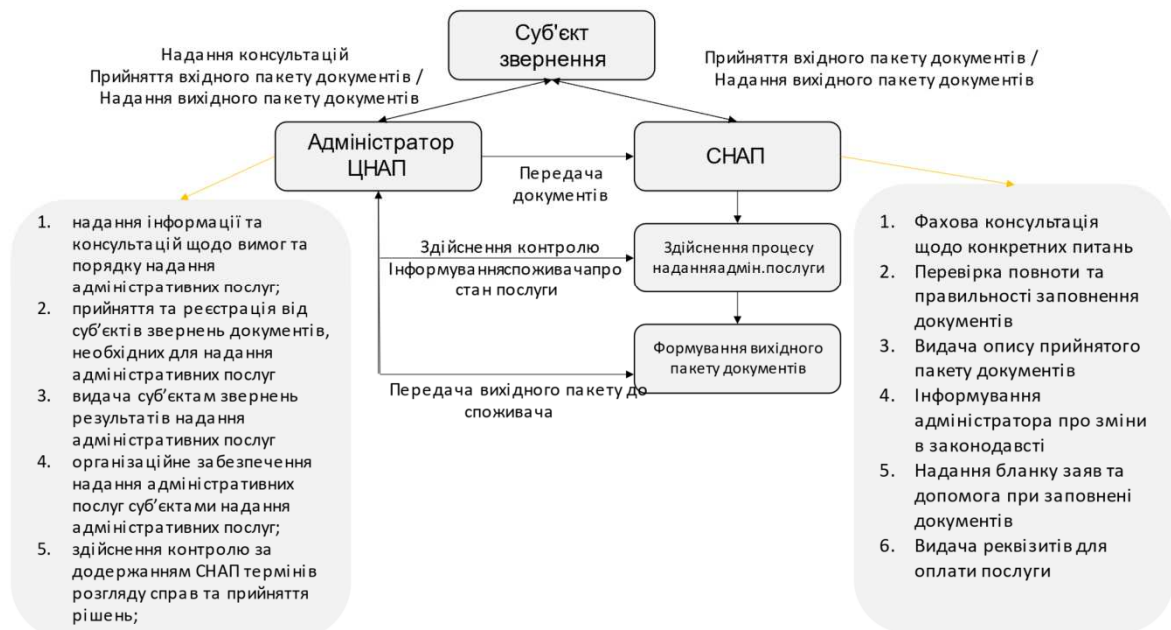 Суб'єкт
звернення
Надання консультацій
Прийняття вхідного пакету документів /
Надання вихідного пакету документів
Прийняття вхідного пакету документів /
Надання вихідного пакету документів
Адміністратор
ЦНАП
СНАП
Передача
документів
Здійснення контролю
Інформуванняспоживачапро
стан послуги
Здійснення процесу
наданняадмін.послуги
Формування вихідного
пакету документів
Передача вихідного пакету до
споживача
1. надання інформації та
консультацій щодо вимог та
порядку надання
адміністративних послуг;
2. прийняття та реєстрація від
суб’єктів звернень документів,
необхідних для надання
адміністративних послуг
3. видача суб’єктам звернень
результатів надання
адміністративних послуг
4. організаційне забезпечення
надання адміністративних
послуг суб’єктами надання
адміністративних послуг;
5. здійснення контролю за
додержанням СНАП термінів
розгляду справ та прийняття
рішень;
1. Фахова консультація
щодо конкретних питань
2. Перевірка повноти та
правильності заповнення
документів
3. Видача опису прийнятого
пакету документів
4. Інформування
адміністратора про зміни
в законодавсті
5. Надання бланку заяв та
допомога при заповнені
документів
6. Видача реквізитів для
оплати послуги